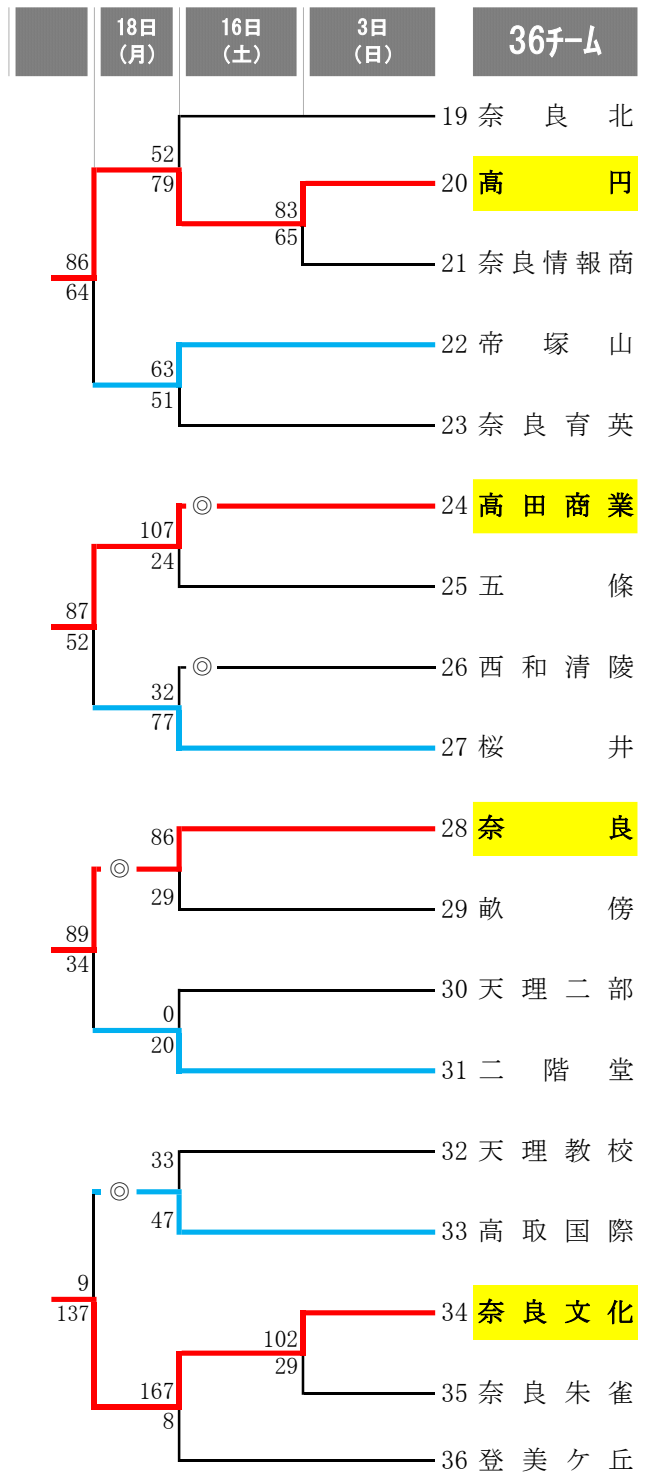 18日
(月)
16日
(土)
3日
(日)
36チーム
19 奈良北
52
79
20 高円
83
65
21 奈良情報商
86
64
22 帝塚山
63
51
23 奈良育英
◎
24 高田商業
107
24
25 五條
87
52
◎
26 西和清陵
32
77
27 桜井
28 奈良
86
◎
29
29 畝傍
89
34
30 天理二部
0
20
31 二階堂
32 天理教校
33
◎
47
33 高取国際
9
137
34 奈良文化
102
29
35 奈良朱雀
167
8
36 登美ケ丘